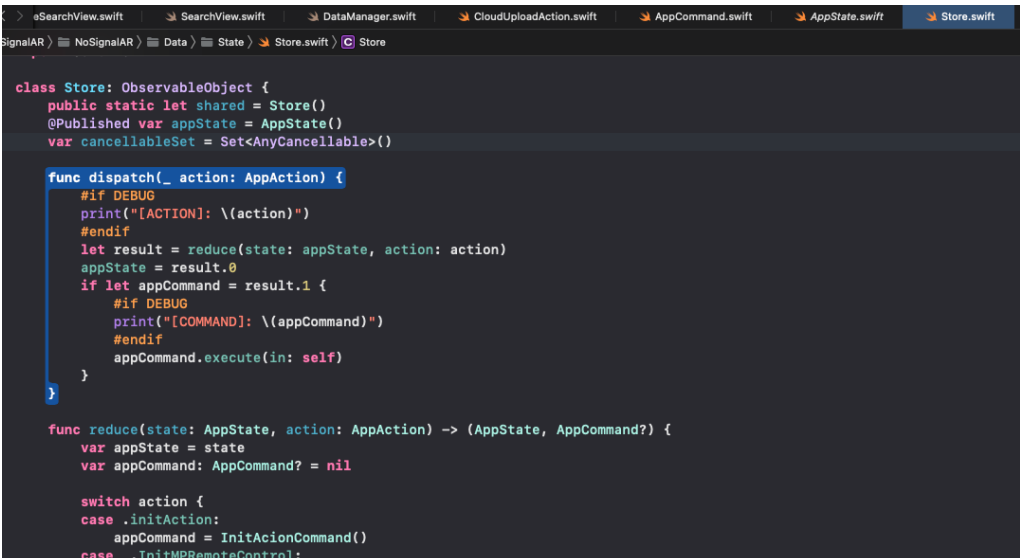 eSearchView.swift SearchView.swift DataManager.swift CloudUploadAction.swift AppCommand.swift AppState.swift Store.swift
SignalAR 〉 NoSignalAR 〉 Data 〉 State 〉 Store.swift 〉 C Store
class Store: ObservableObject {
public static let shared = Store()
@Published var appState = AppState()
var cancellableSet = Set<AnyCancellable>()
func dispatch(_ action: AppAction) {
#if DEBUG
print("[ACTION]: \(action)")
#endif
let result = reduce(state: appState, action: action)
appState = result.0
if let appCommand = result.1 {
#if DEBUG
print("[COMMAND]: \(appCommand)")
#endif
appCommand.execute(in: self)
}
}
func reduce(state: AppState, action: AppAction) -> (AppState, AppCommand?) {
var appState = state
var appCommand: AppCommand? = nil
switch action {
case .initAction:
appCommand = InitAcionCommand()
case .InitMPRemoteControl: